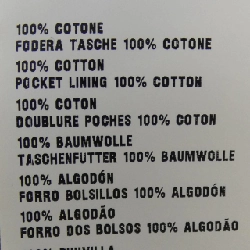 100% COTONE
FODERA TASCHE 100% COTONE
100% COTTON
POCKET LINING 100% COTTON
100% COTON
DOUBLURE POCHES 100% COTON
100% BAUMWOLLE
TASCHENFUTTER 100% BAUMWOLLE
100% ALGODÓN
FORRO BOLSILLOS 100% ALGODÓN
100% ALGODÃO
FORRO DOS BOLSOS 100% ALGODÃO